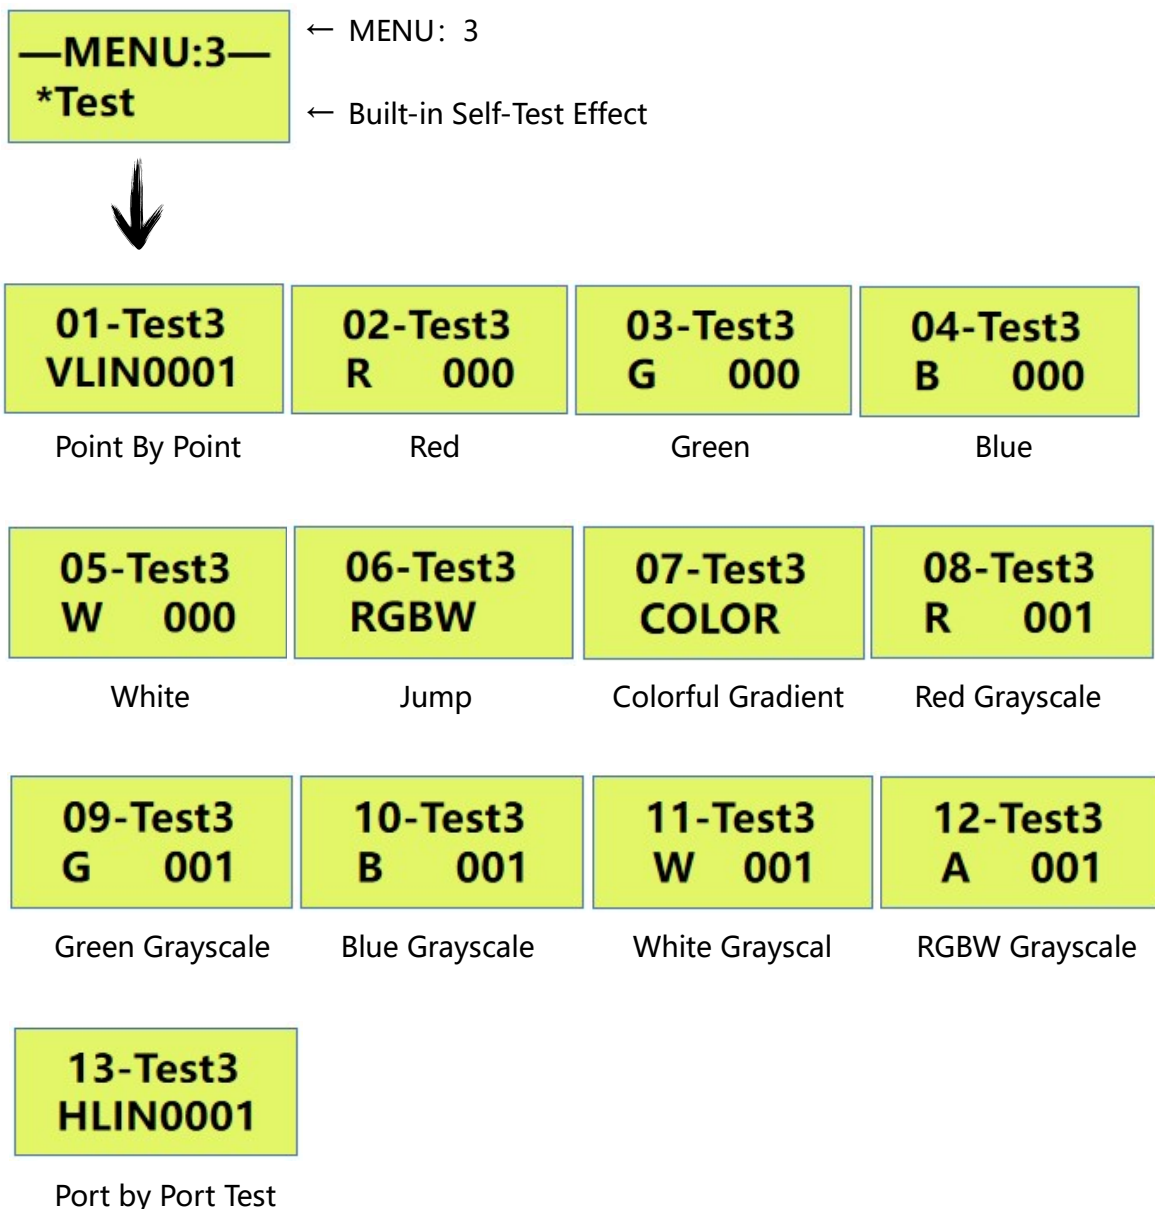 —MENU:3—
*Test
← MENU: 3
← Built-in Self-Test Effect
01-Test3
VLIN0001
Point By Point
02-Test3
R 000
Red
03-Test3
G 000
Green
04-Test3
B 000
Blue
05-Test3
W 000
White
06-Test3
RGBW
Jump
07-Test3
COLOR
Colorful Gradient
08-Test3
R 001
Red Grayscale
09-Test3
G 001
Green Grayscale
10-Test3
B 001
Blue Grayscale
11-Test3
W 001
White Grayscal
12-Test3
A 001
RGBW Grayscale
13-Test3
HLIN0001
Port by Port Test